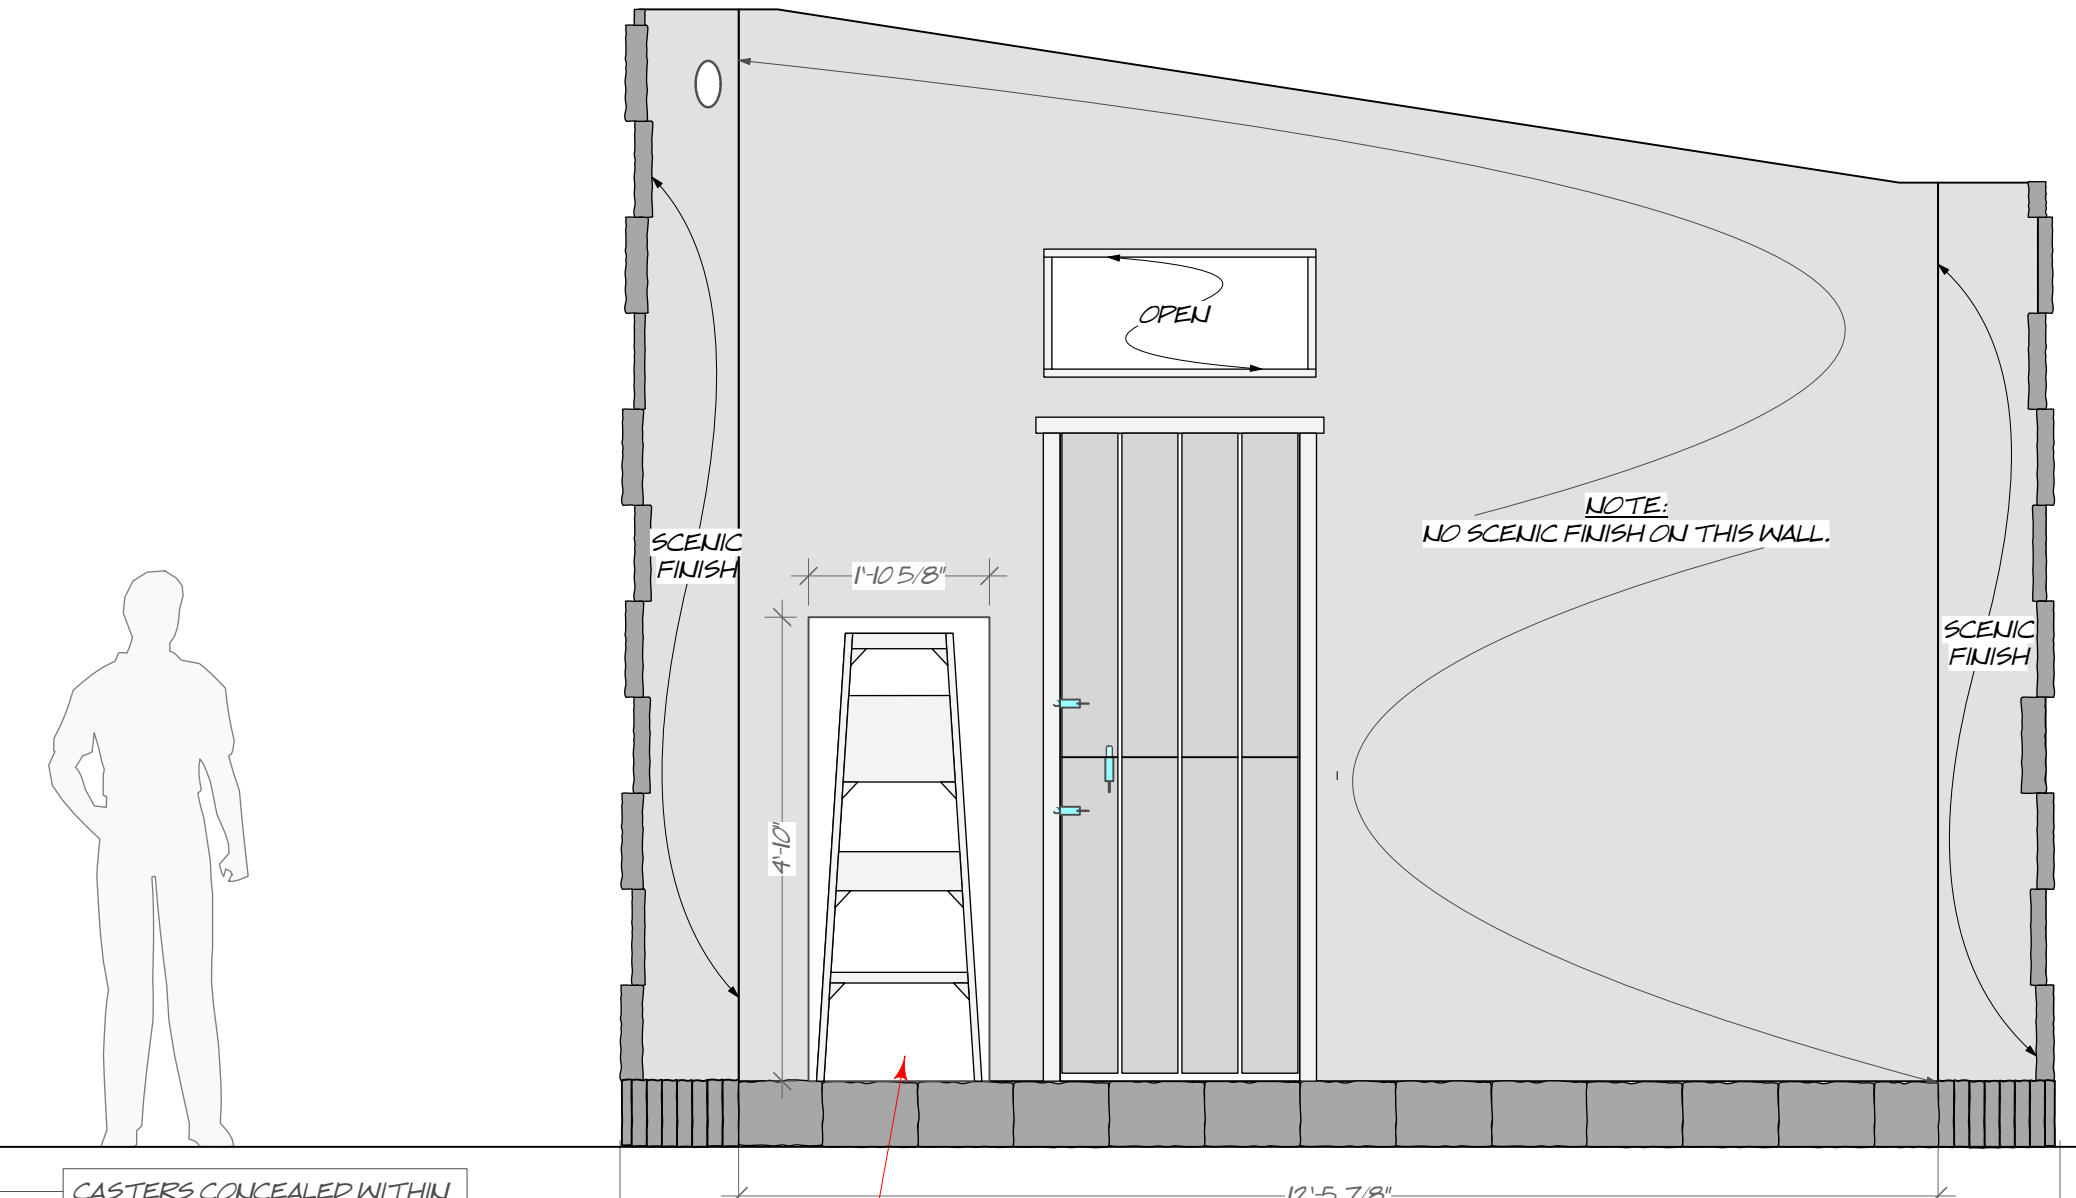 OPEN
NOTE:
NO SCENIC FINISH ON THIS WALL.
SCENIC
FINISH
1'-10 5/8"
SCENIC
FINISH
4'-10"
CASTERS CONCEALED WITHIN
12'-5 7/8"